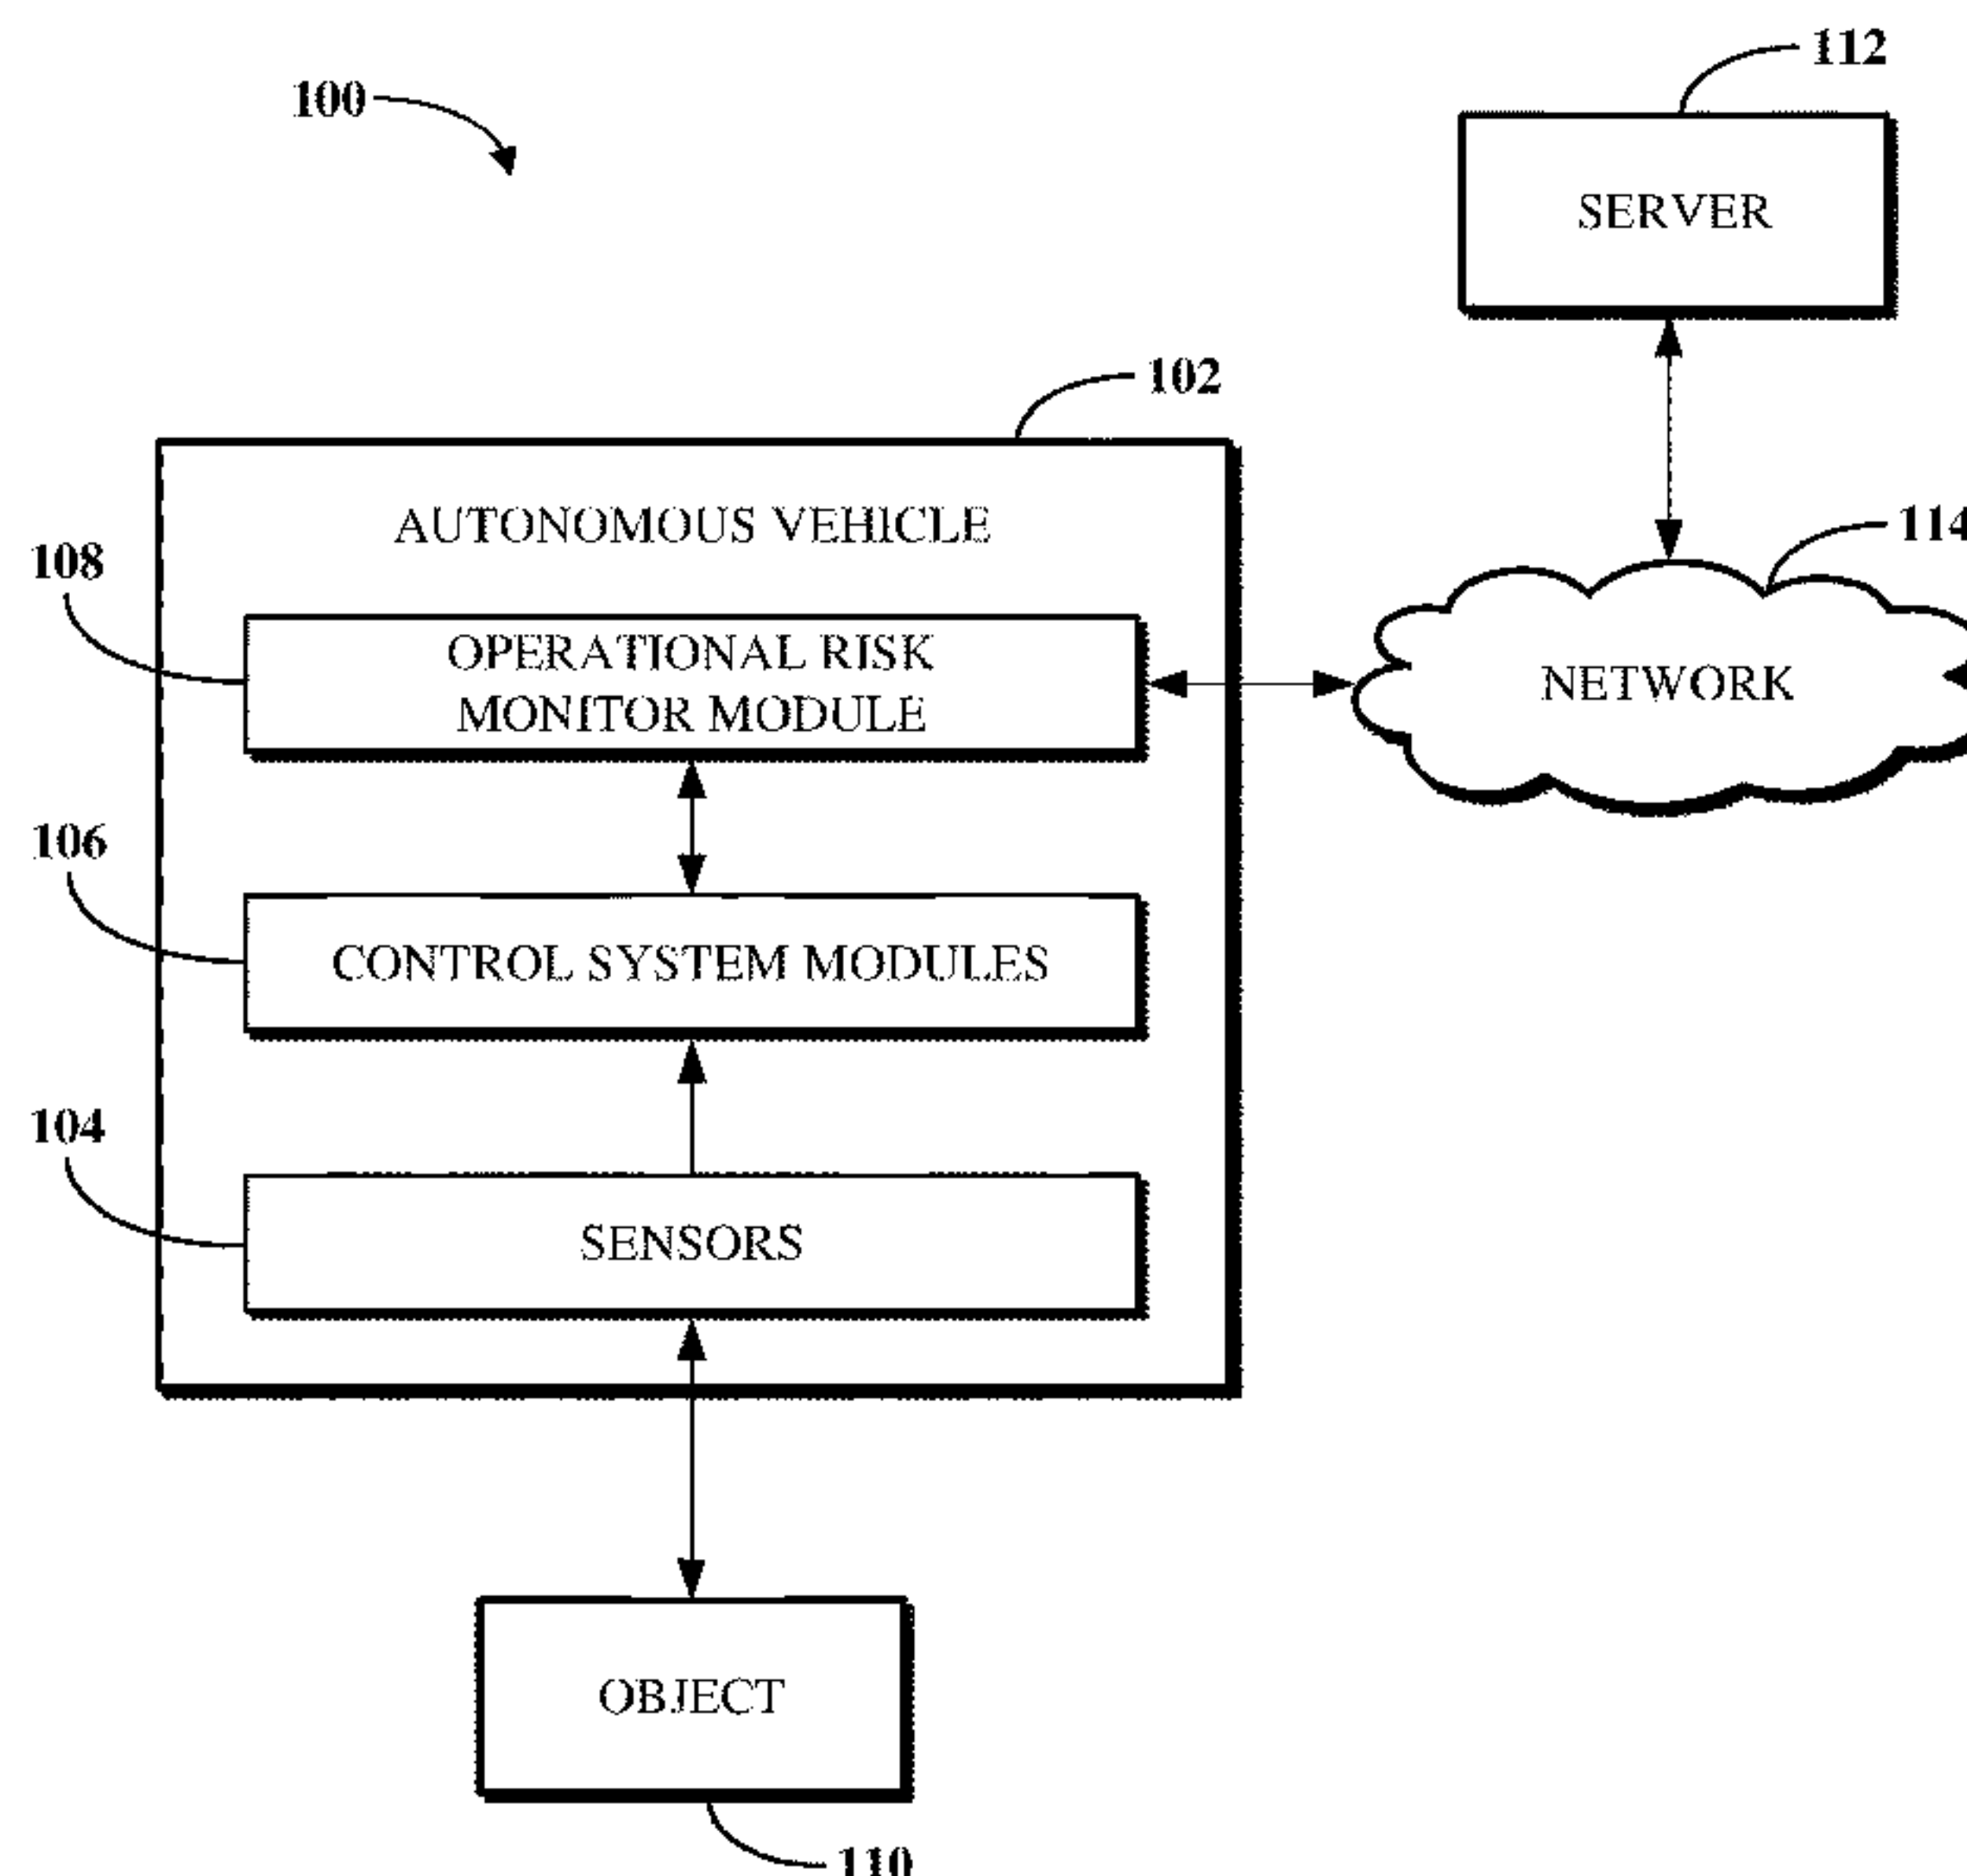 112
100
SERVER
102
AUTONOMOUS VEHICLE
114
108
OPERATIONAL RISK
MONITOR MODULE
NETWORK
106
CONTROL SYSTEM MODULES
104
SENSORS
OBJECT
110